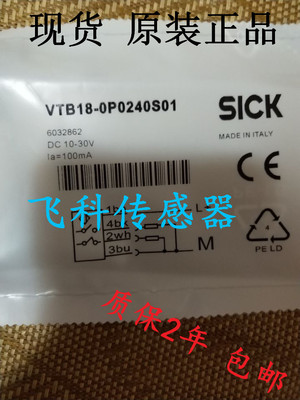 现货 原装正品
VTB18-0P0240S01
SICK
6032862
DC 10-30V
Ia=100mA
MADE IN ITALY
CE
飞科传感器
L+
4bk
2wh
3bu
M
PE LD
质保2年 包邮